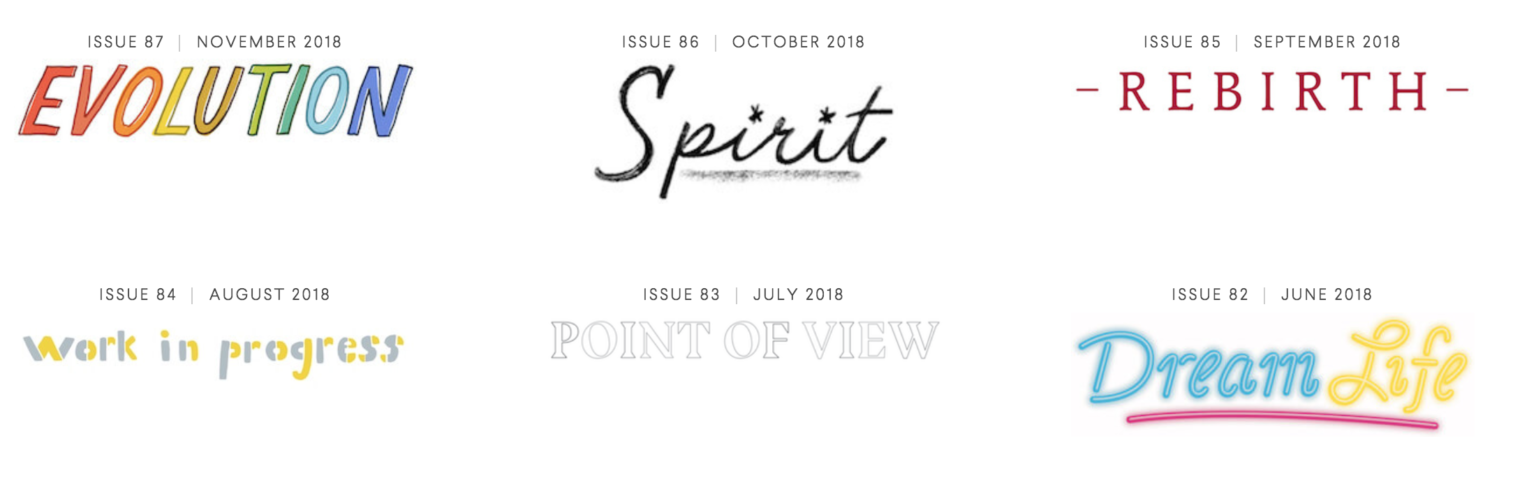 ISSUE 87 | NOVEMBER 2018
EVOLUTION
ISSUE 86 | OCTOBER 2018
Spirit
ISSUE 85 | SEPTEMBER 2018
- REBIRTH -
ISSUE 84 | AUGUST 2018
work in progress
ISSUE 83 | JULY 2018
POINT OF VIEW
ISSUE 82 | JUNE 2018
Dream Life